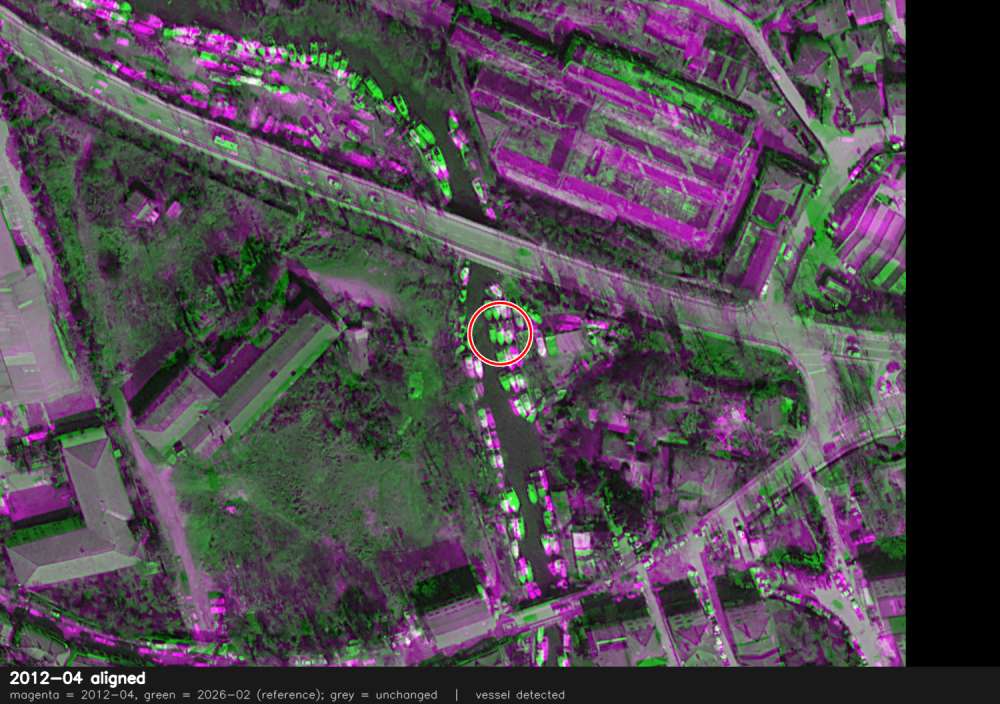 2012-04 aligned
magenta = 2012-04, green = 2026-02 (reference); grey = unchanged | vessel detected